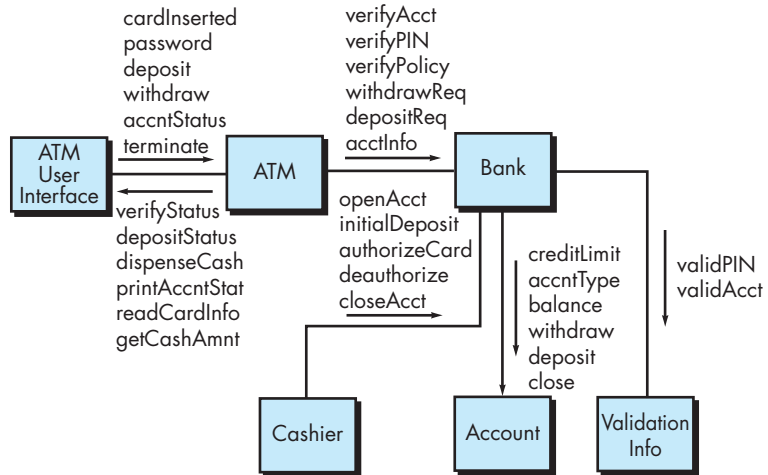 cardInserted
password
deposit
withdraw
accntStatus
terminate
verifyAcct
verifyPIN
verifyPolicy
withdrawReq
depositReq
acctInfo
ATM
User
Interface
ATM
Bank
verifyStatus
depositStatus
dispenseCash
printAccntStat
readCardInfo
getCashAmnt
openAcct
initialDeposit
authorizeCard
deauthorize
closeAcct
creditLimit
accntType
balance
withdraw
deposit
close
validPIN
validAcct
Cashier
Account
Validation
Info